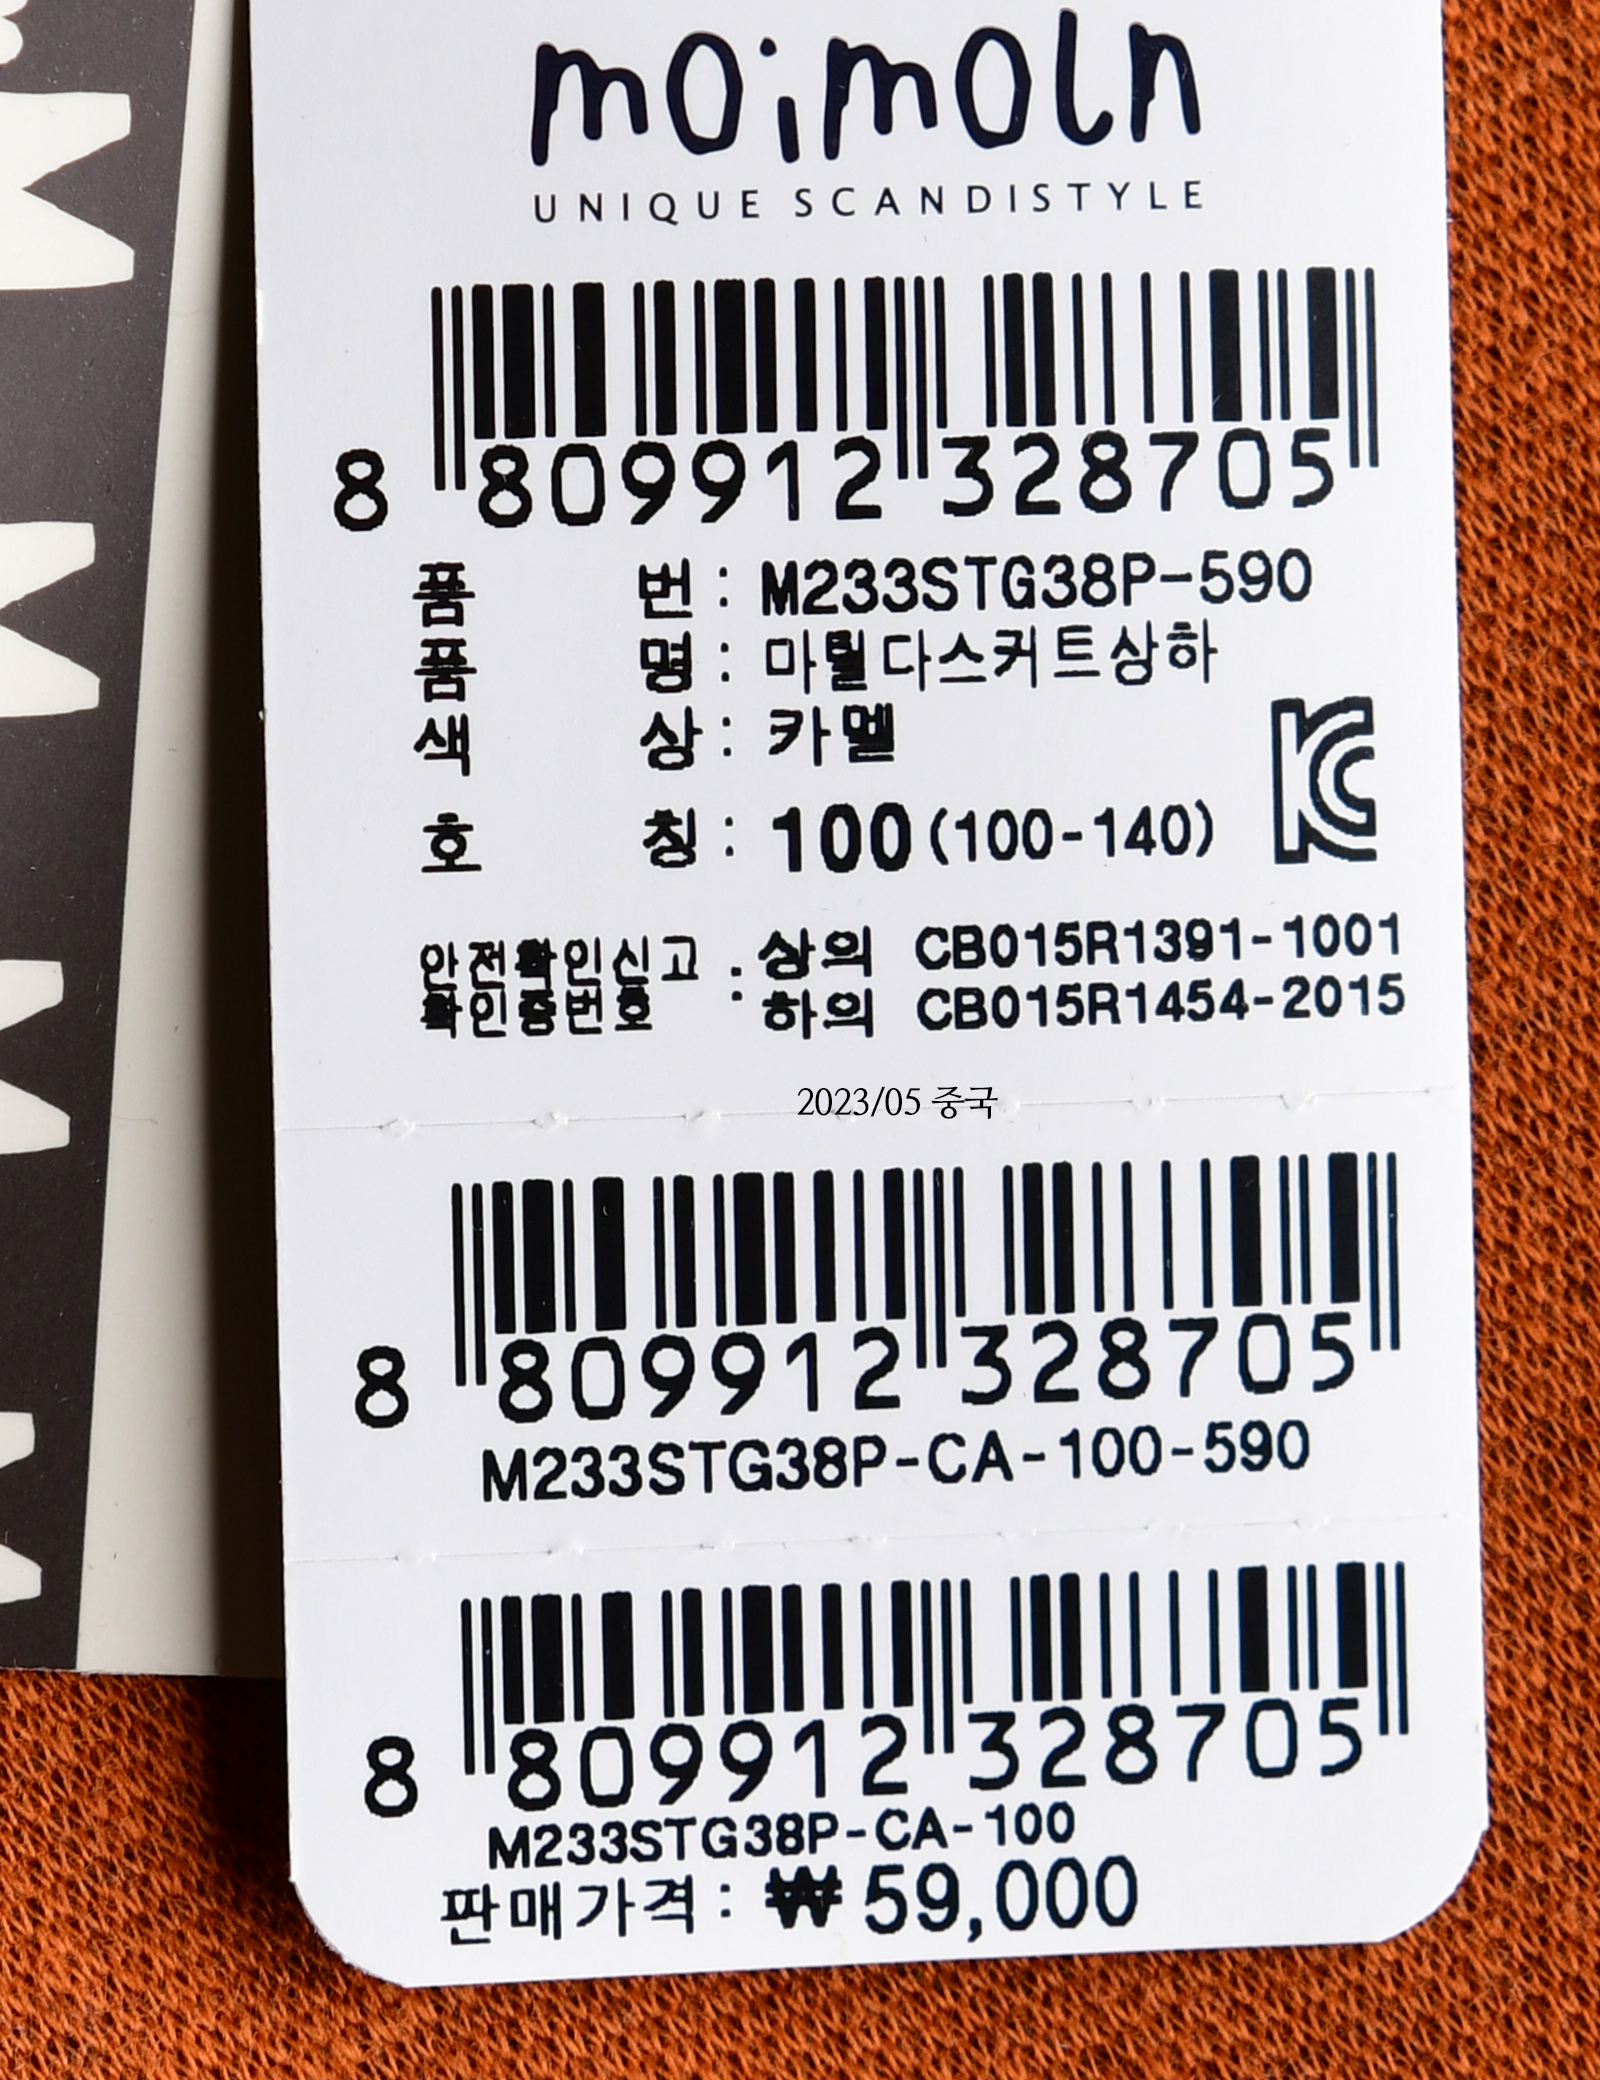 moimoln
UNIQUE SCANDISTYLE
8 809912 328705
품 번 : M233STG38P-590
품 명 : 마틸다스커트상하
색 상 : 카멜
호 칭 : 100 (100-140)
안전확인신고 확인증번호 : 상의 CB015R1391-1001
하의 CB015R1454-2015
2023/05 중국
8 809912 328705
M233STG38P-CA-100-590
8 809912 328705
M233STG38P-CA-100
판매가격 : ₩ 59,000